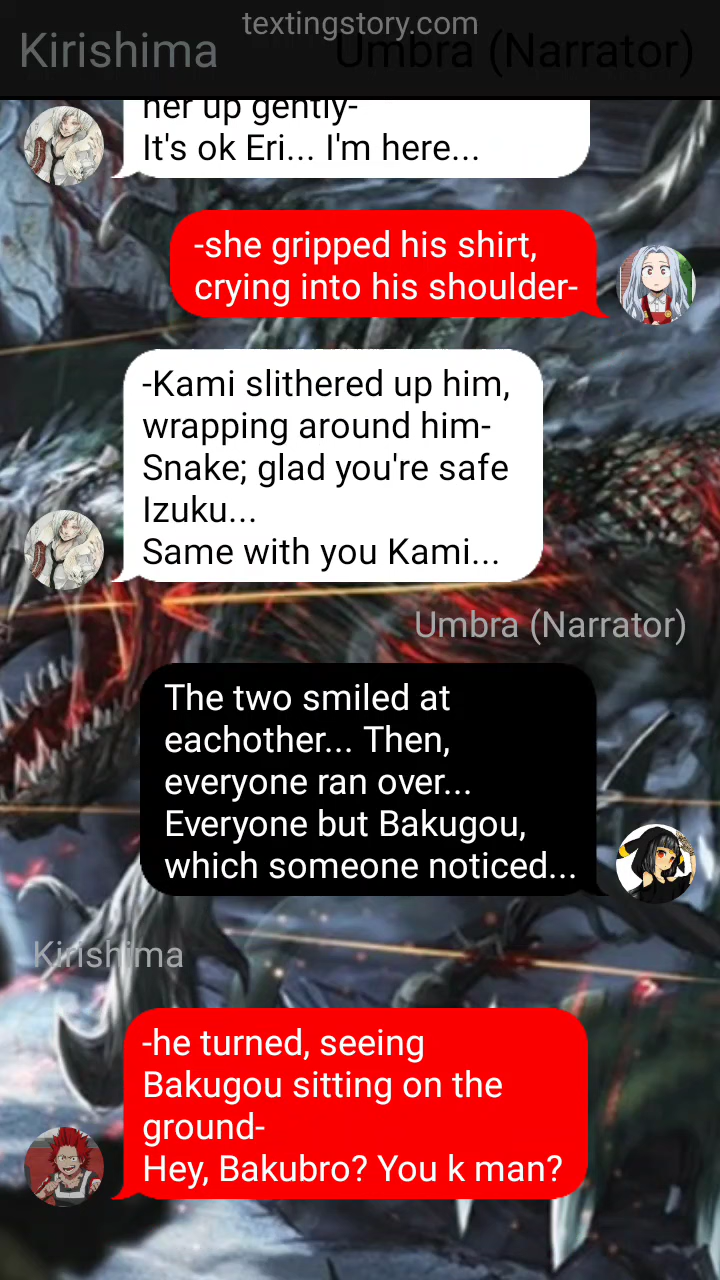 textingstory.com
Kirishima
Umbra (Narrator)
her up gently-
It's ok Eri... I'm here...
-she gripped his shirt,
crying into his shoulder-
-Kami slithered up him,
wrapping around him-
Snake; glad you're safe
Izuku...
Same with you Kami...
Umbra (Narrator)
The two smiled at
eachother... Then,
everyone ran over...
Everyone but Bakugou,
which someone noticed...
Kirishima
-he turned, seeing
Bakugou sitting on the
ground-
Hey, Bakubro? You k man?